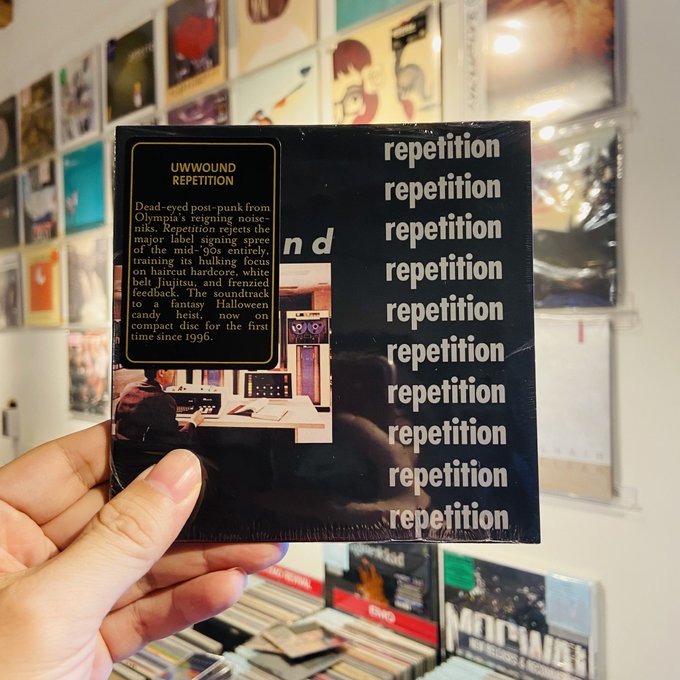 UWWOUND
REPETITION
Dead-eyed post-punk from
Olympia's reigning noise-
niks. Repetition rejects the
major label signing spree
of the mid-'90s entirely,
training its hulking focus
on haircut hardcore, white
belt Jiujitsu, and frenzied
feedback. The soundtrack
to a fantasy Halloween
candy heist, now on
compact disc for the first
time since 1996.
nd
repetition
repetition
repetition
repetition
repetition
repetition
repetition
repetition
repetition
repetition
EMO
MOGWAI